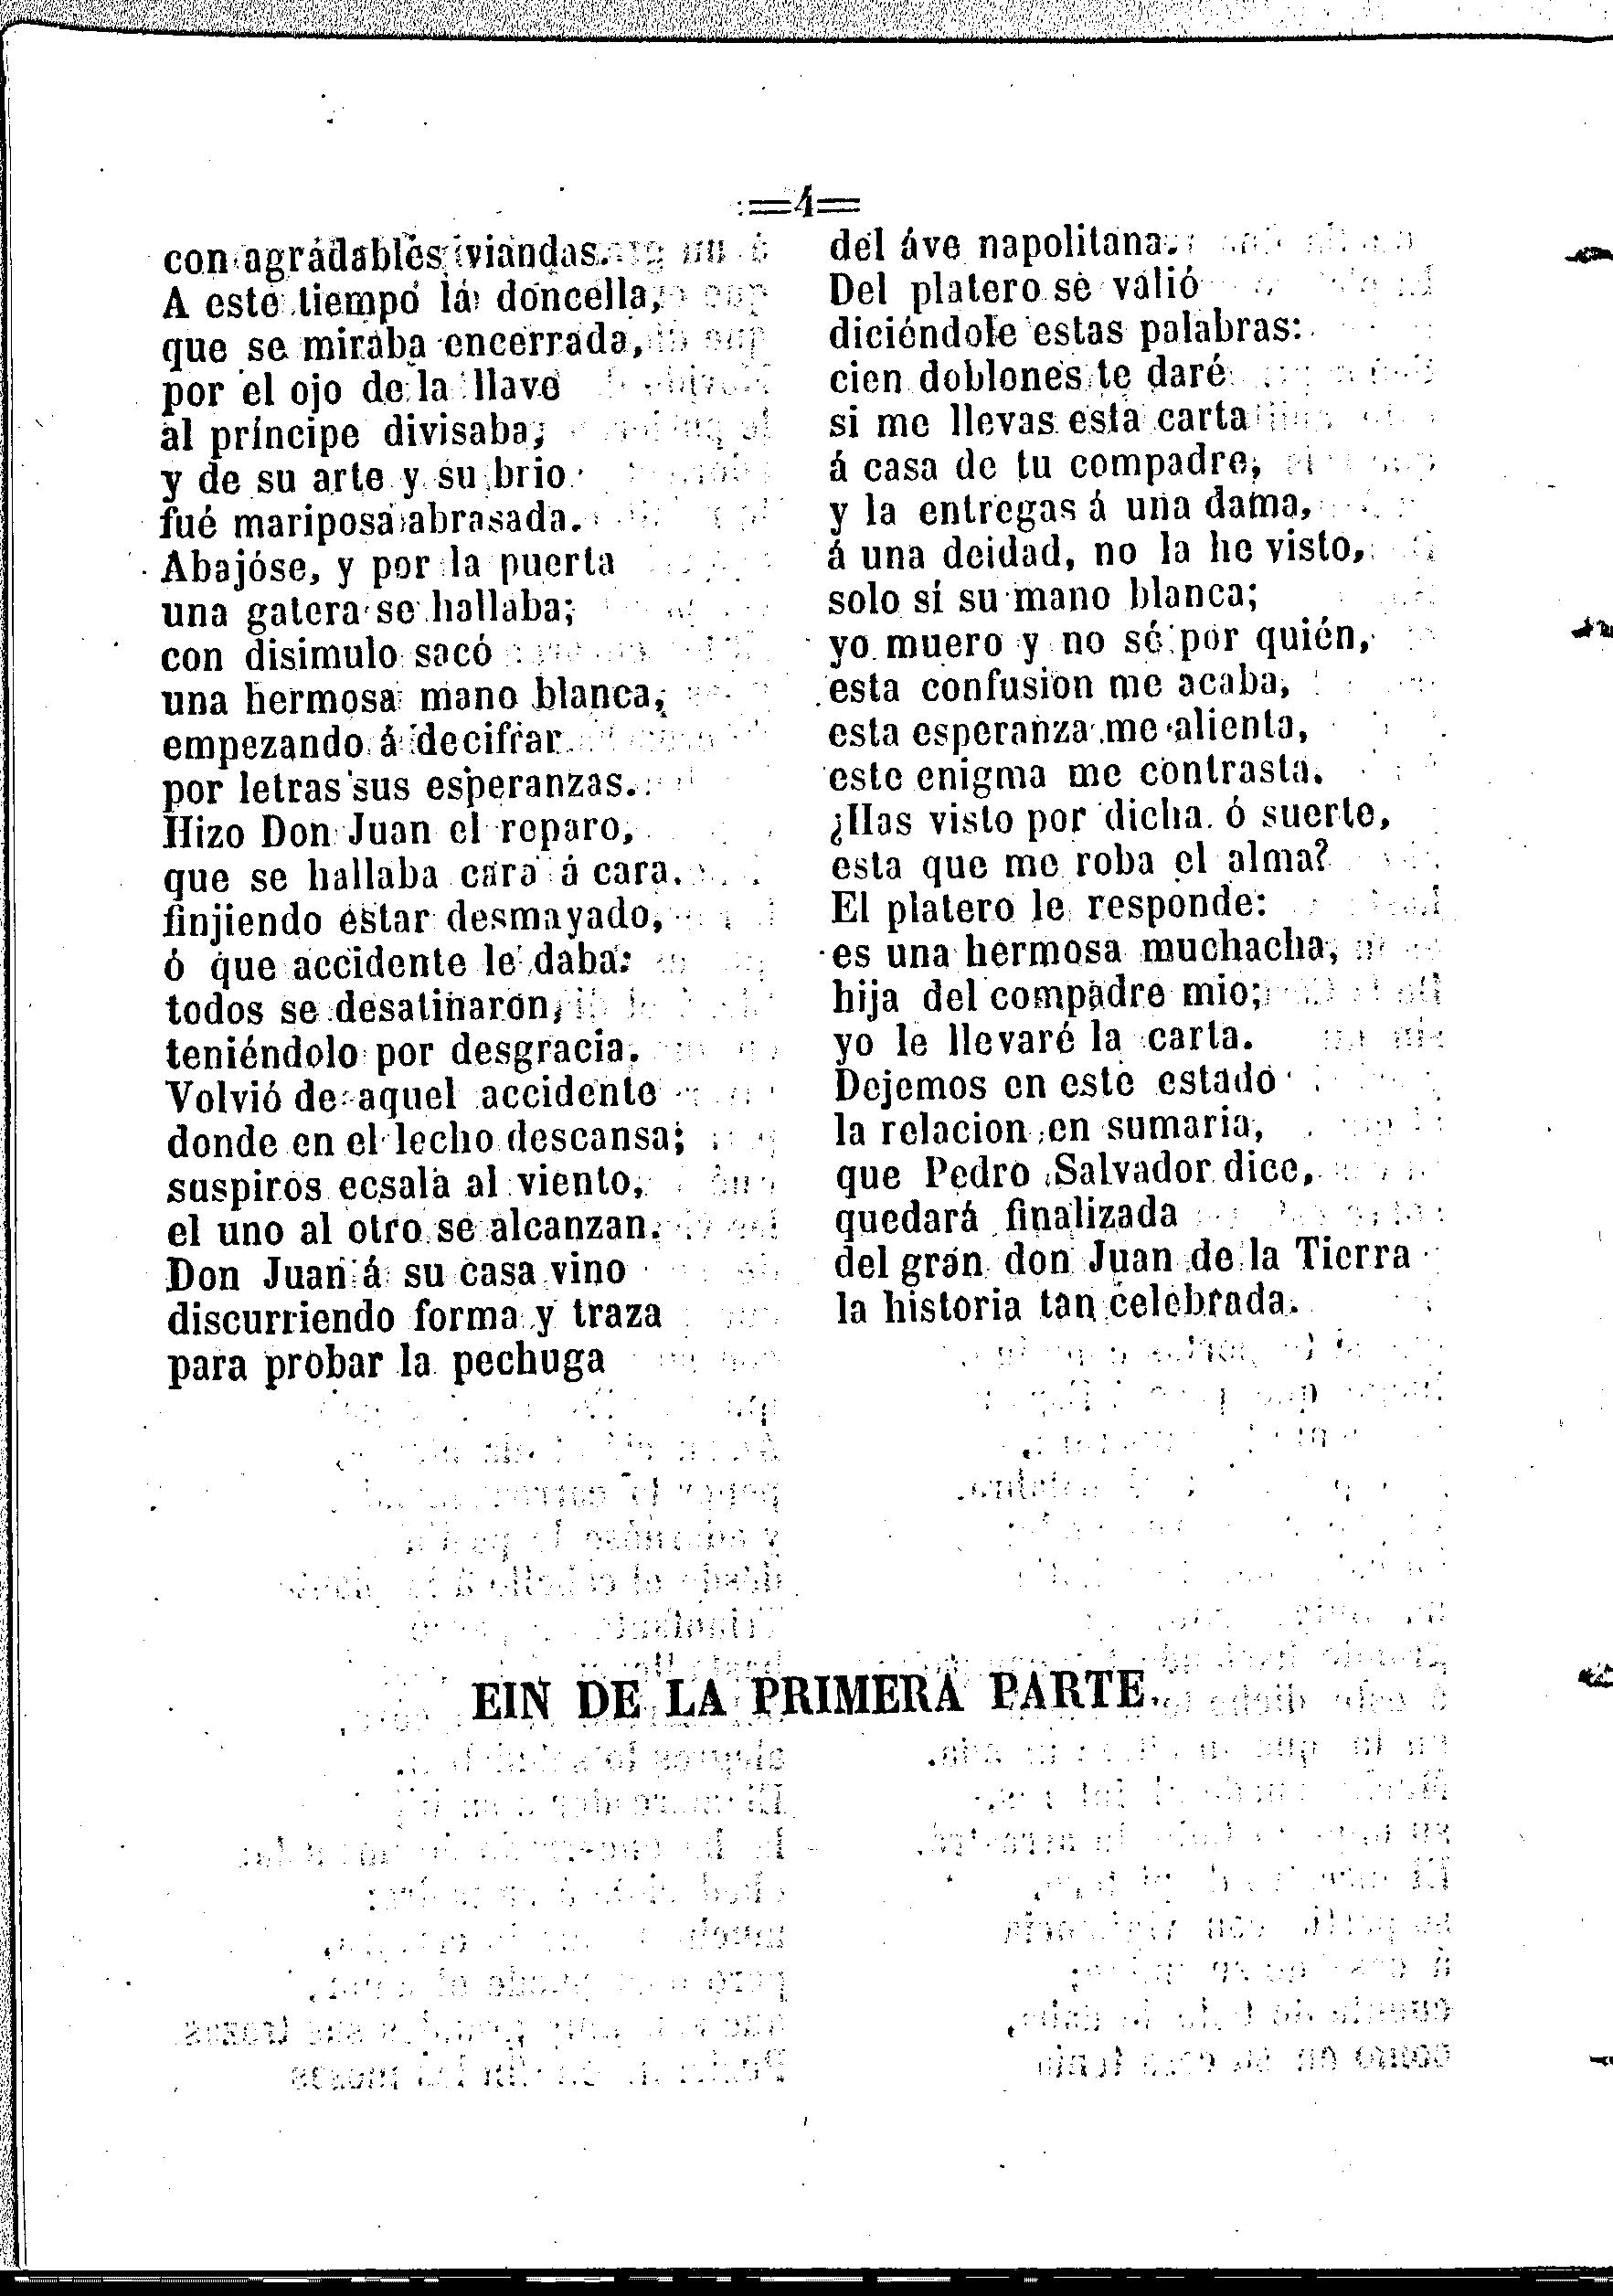 =4=
con agradables viandas.
A este tiempo la doncella,
que se miraba encerrada,
por el ojo de la llave
al príncipe divisaba;
y de su arte y su brio
fué mariposa abrasada.
Abajóse, y por la puerta
una gatera se hallaba;
con disimulo sacó
una hermosa mano blanca,
empezando á decifrar
por letras sus esperanzas.
Hizo Don Juan el reparo,
que se hallaba cara á cara.
finjiendo estar desmayado,
ó que accidente le daba:
todos se desatinaron,
teniéndolo por desgracia.
Volvió de aquel accidente
donde en el lecho descansa;
suspiros ecsala al viento,
el uno al otro se alcanzan.
Don Juan á su casa vino
discurriendo forma y traza
para probar la pechuga
del áve napolitana.
Del platero se valió
diciéndole estas palabras:
cien doblones te daré
si me llevas esta carta
á casa de tu compadre,
y la entregas á una dama,
á una deidad, no la he visto,
solo si su mano blanca;
yo muero y no sé por quién,
esta confusion me acaba,
esta esperanza me alienta,
este enigma me contrasta.
¿Has visto por dicha ó suerte,
esta que me roba el alma?
El platero le responde:
es una hermosa muchacha,
hija del compadre mio;
yo le llevaré la carta.
Dejemos en este estado
la relacion en sumaria,
que Pedro Salvador dice,
quedará finalizada
del gran don Juan de la Tierra
la historia tan celebrada.
EIN DE LA PRIMERA PARTE.